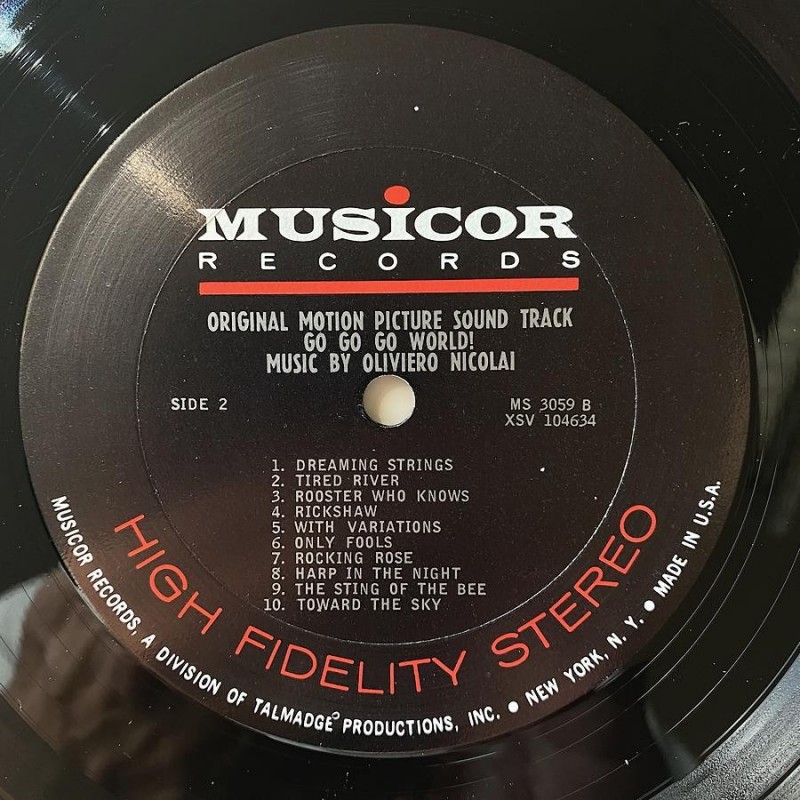 MUSICOR
RECORDS
ORIGINAL MOTION PICTURE SOUND TRACK
GO GO GO WORLD!
MUSIC BY OLIVIERO NICOLAI
SIDE 2
MS 3059 B
XSV 104634
1. DREAMING STRINGS
2. TIRED RIVER
3. ROOSTER WHO KNOWS
4. RICKSHAW
5. WITH VARIATIONS
6. ONLY FOOLS
7. ROCKING ROSE
8. HARP IN THE NIGHT
9. THE STING OF THE BEE
10. TOWARD THE SKY
HIGH FIDELITY STEREO
MUSICOR RECORDS, A DIVISION OF TALMADGE PRODUCTIONS, INC. ● NEW YORK, N. Y. ● MADE IN U.S.A.